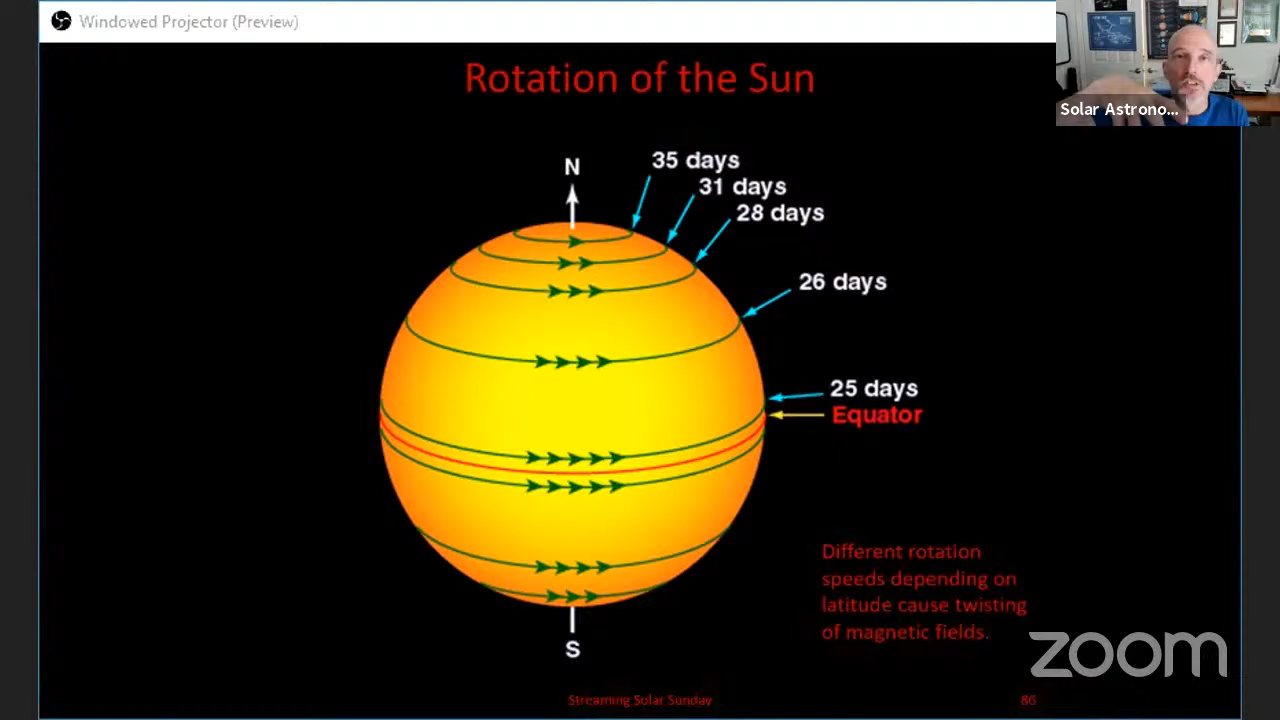 Windowed Projector (Preview)
Rotation of the Sun
Solar Astrono...
N
35 days
31 days
28 days
26 days
25 days
Equator
Different rotation
speeds depending on
latitude cause twisting
of magnetic fields.
S
zoom
Streaming Solar Sunday
86